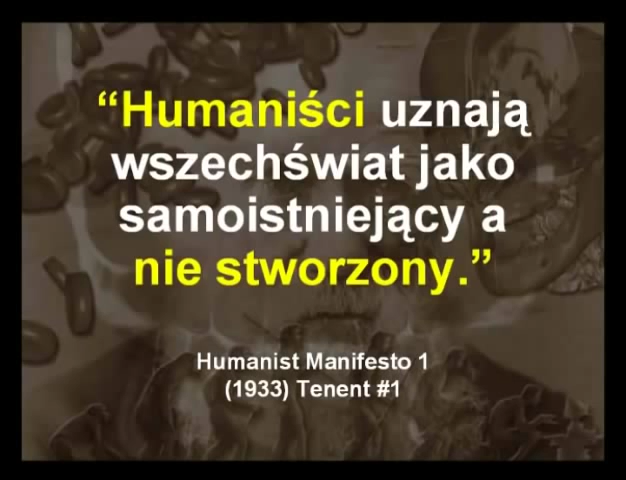 “Humaniści uznają
wszechświat jako
samoistniejący a
nie stworzony.”
Humanist Manifesto 1
(1933) Tenent #1